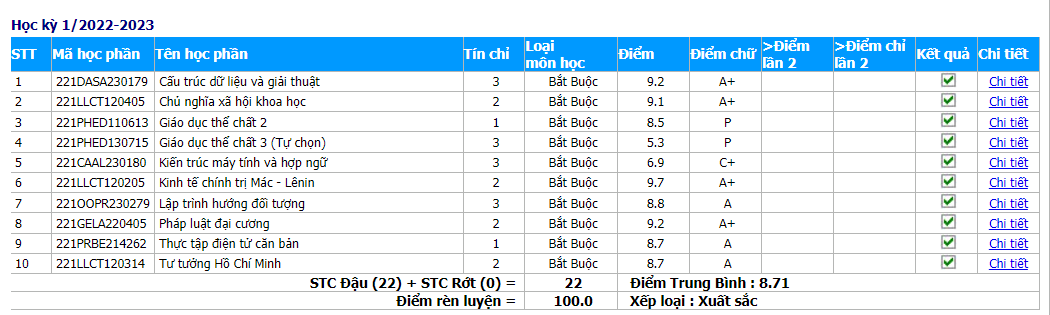 Học kỳ 1/2022-2023
STT Mã học phần Tên học phần Tín chỉ Loại môn học Điểm Điểm chữ >Điểm lần 2 >Điểm chỉ lần 2 Kết quả Chi tiết
1 221DASA230179 Cấu trúc dữ liệu và giải thuật 3 Bắt Buộc 9.2 A+ Chi tiết
2 221LLCT120405 Chủ nghĩa xã hội khoa học 2 Bắt Buộc 9.1 A+ Chi tiết
3 221PHED110613 Giáo dục thể chất 2 1 Bắt Buộc 8.5 P Chi tiết
4 221PHED130715 Giáo dục thể chất 3 (Tự chọn) 3 Bắt Buộc 5.3 P Chi tiết
5 221CAAL230180 Kiến trúc máy tính và hợp ngữ 3 Bắt Buộc 6.9 C+ Chi tiết
6 221LLCT120205 Kinh tế chính trị Mác - Lênin 2 Bắt Buộc 9.7 A+ Chi tiết
7 221OOPR230279 Lập trình hướng đối tượng 3 Bắt Buộc 8.8 A Chi tiết
8 221GELA220405 Pháp luật đại cương 2 Bắt Buộc 9.2 A+ Chi tiết
9 221PRBE214262 Thực tập điện tử căn bản 1 Bắt Buộc 8.7 A Chi tiết
10 221LLCT120314 Tư tưởng Hồ Chí Minh 2 Bắt Buộc 8.7 A Chi tiết
STC Đậu (22) + STC Rớt (0) = 22 Điểm Trung Bình : 8.71
Điểm rèn luyện = 100.0 Xếp loại : Xuất sắc